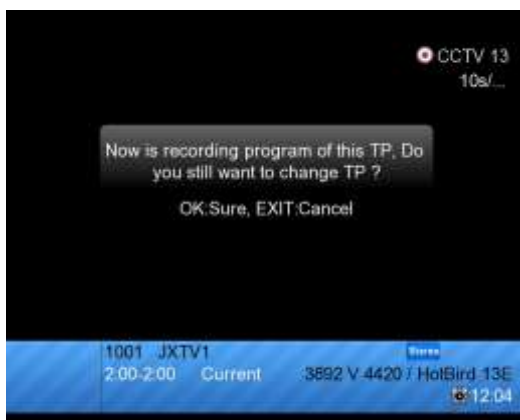 CCTV 13
10s/...
Now is recording program of this TP, Do
you still want to change TP ?
OK:Sure, EXIT:Cancel
1001 JXTV1 Stereo
2:00-2:00 Current 3892 V 4420 / HotBird 13E
12:04